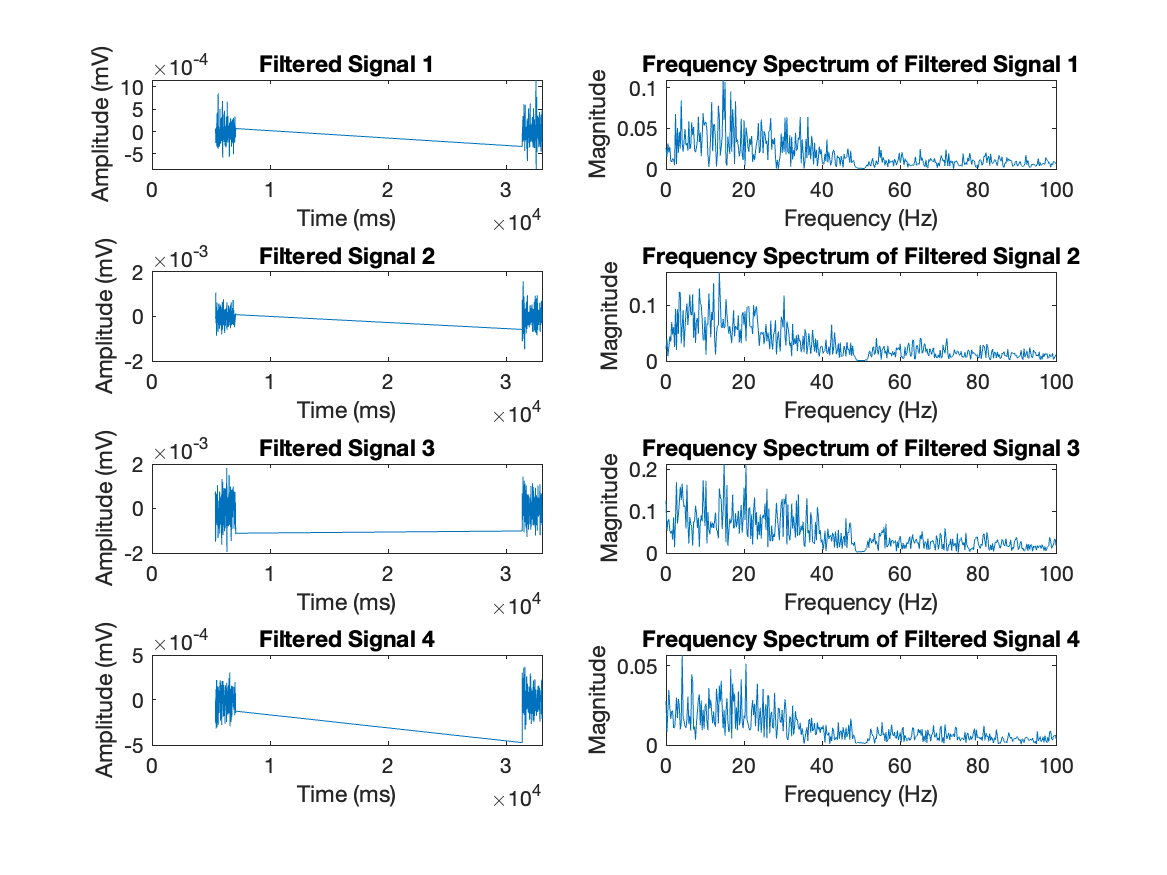 Filtered Signal 1
×10-4
Amplitude (mV)
10
5
0
-5
0 1 2 3
Time (ms)
×104
Frequency Spectrum of Filtered Signal 1
Magnitude
0.1
0.05
0
0 20 40 60 80 100
Frequency (Hz)
Filtered Signal 2
×10-3
Amplitude (mV)
2
0
-2
0 1 2 3
Time (ms)
×104
Frequency Spectrum of Filtered Signal 2
Magnitude
0.1
0
0 20 40 60 80 100
Frequency (Hz)
Filtered Signal 3
×10-3
Amplitude (mV)
2
0
-2
0 1 2 3
Time (ms)
×104
Frequency Spectrum of Filtered Signal 3
Magnitude
0.2
0.1
0
0 20 40 60 80 100
Frequency (Hz)
Filtered Signal 4
×10-4
Amplitude (mV)
5
0
-5
0 1 2 3
Time (ms)
×104
Frequency Spectrum of Filtered Signal 4
Magnitude
0.05
0
0 20 40 60 80 100
Frequency (Hz)